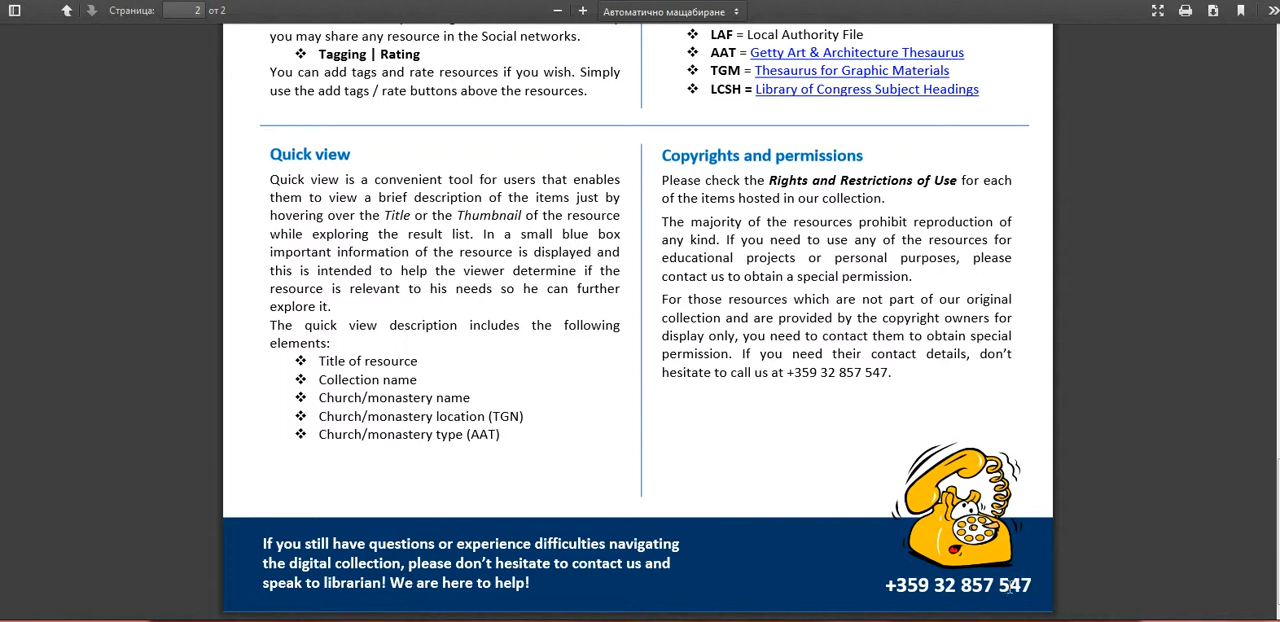 Страница: 2 от 2 Автоматично мащабиране
you may share any resource in the Social networks.
❖ Tagging | Rating
You can add tags and rate resources if you wish. Simply
use the add tags / rate buttons above the resources.
❖ LAF = Local Authority File
❖ AAT = Getty Art & Architecture Thesaurus
❖ TGM = Thesaurus for Graphic Materials
❖ LCSH = Library of Congress Subject Headings
Quick view
Quick view is a convenient tool for users that enables
them to view a brief description of the items just by
hovering over the Title or the Thumbnail of the resource
while exploring the result list. In a small blue box
important information of the resource is displayed and
this is intended to help the viewer determine if the
resource is relevant to his needs so he can further
explore it.
The quick view description includes the following
elements:
❖ Title of resource
❖ Collection name
❖ Church/monastery name
❖ Church/monastery location (TGN)
❖ Church/monastery type (AAT)
Copyrights and permissions
Please check the Rights and Restrictions of Use for each
of the items hosted in our collection.
The majority of the resources prohibit reproduction of
any kind. If you need to use any of the resources for
educational projects or personal purposes, please
contact us to obtain a special permission.
For those resources which are not part of our original
collection and are provided by the copyright owners for
display only, you need to contact them to obtain special
permission. If you need their contact details, don't
hesitate to call us at +359 32 857 547.
If you still have questions or experience difficulties navigating
the digital collection, please don't hesitate to contact us and
speak to librarian! We are here to help!
+359 32 857 547